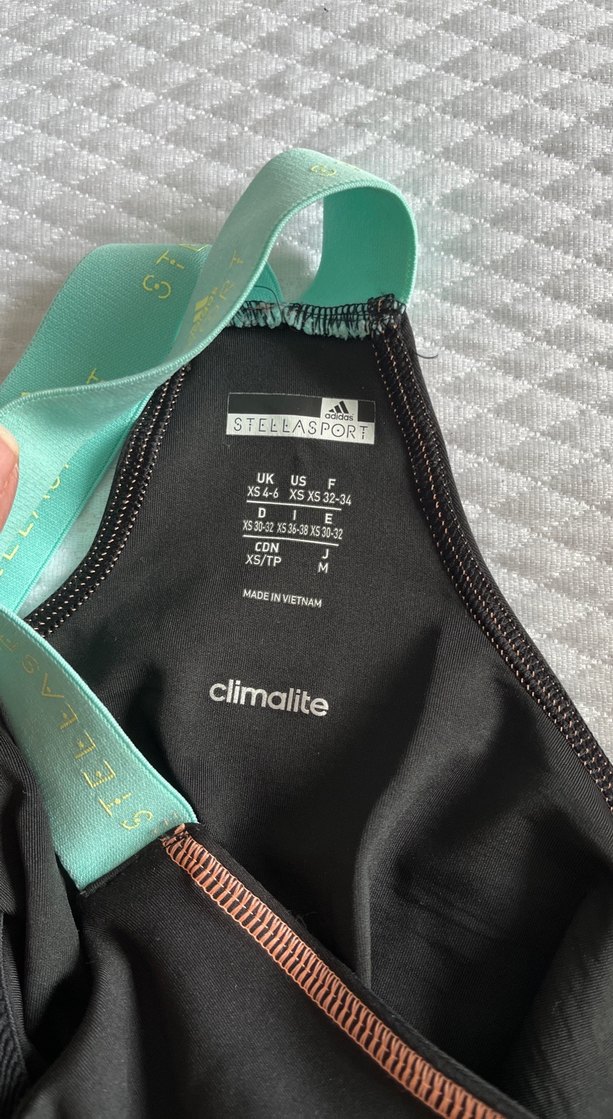 adidas
STELLASPORT
UK US F
XS 4-6 XS XS 32-34
D I E
XS 30-32 XS 36-38 XS 30-32
CDN J
XS/TP M
MADE IN VIETNAM
climalite
STELLASP